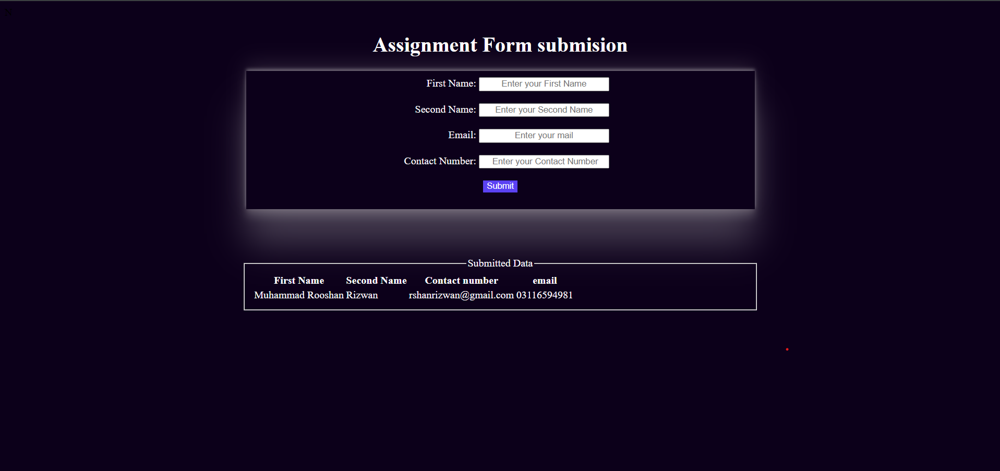 Assignment Form submision
First Name: Enter your First Name
Second Name: Enter your Second Name
Email: Enter your mail
Contact Number: Enter your Contact Number
Submit
Submitted Data
First Name Second Name Contact number email
Muhammad Rooshan Rizwan rshanrizwan@gmail.com 03116594981